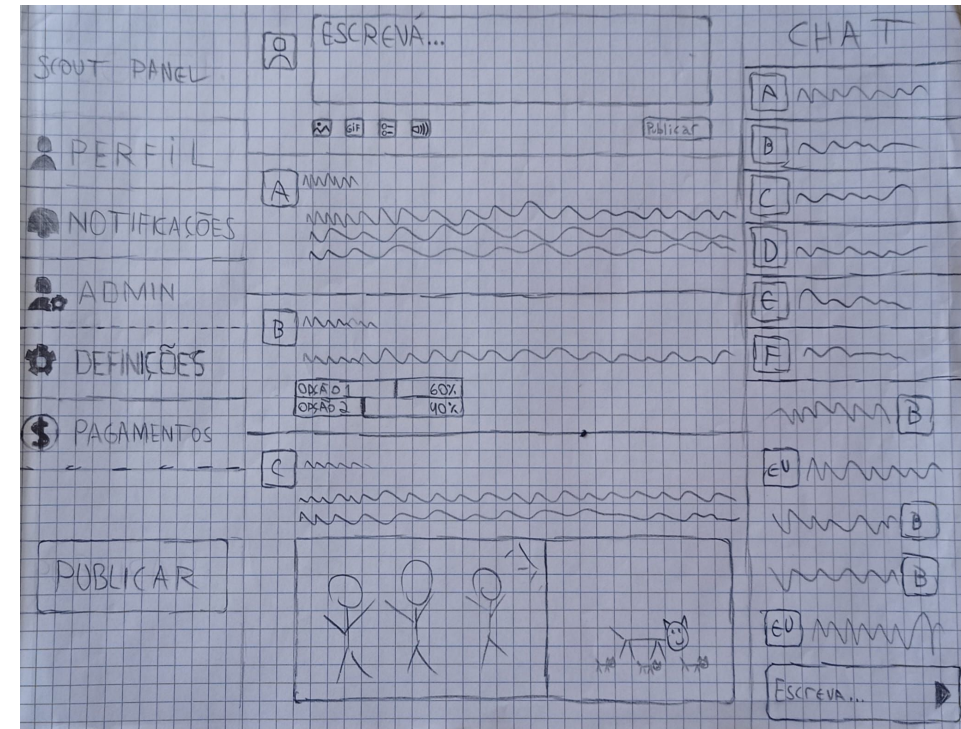 SCOUT PANEL
PERFIL
NOTIFICAÇÕES
ADMIN
DEFINIÇÕES
$ PAGAMENTOS
PUBLICAR
ESCREVÁ...
GIF
Publicar
A
B
OPÇÃO 1 60%
OPÇÃO 2 40%
C
CHAT
A
B
C
D
E
F
B
EU
B
B
EU
ESCREVA...